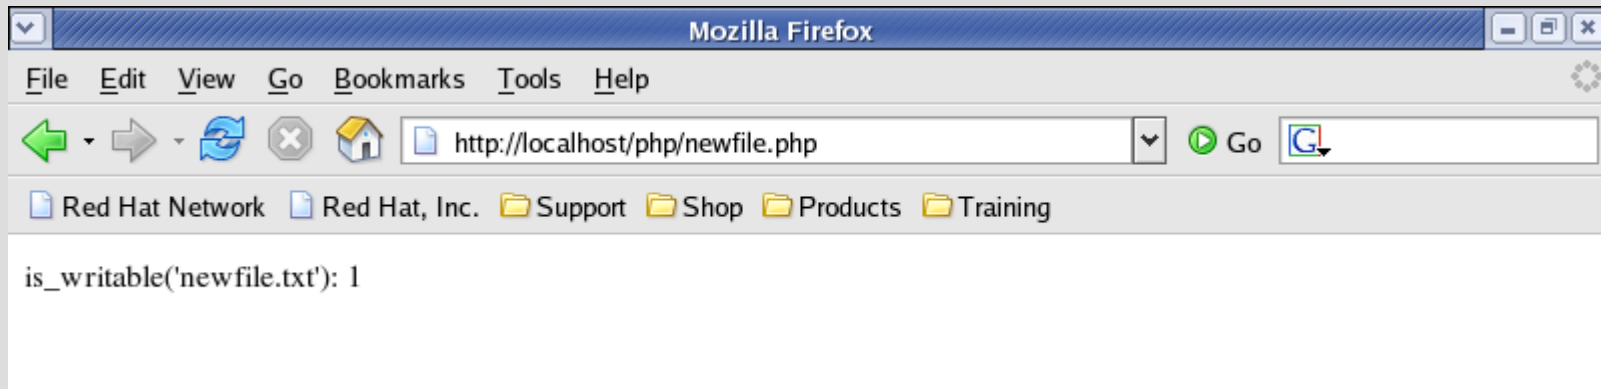 Mozilla Firefox
File Edit View Go Bookmarks Tools Help
http://localhost/php/newfile.php Go G
Red Hat Network Red Hat, Inc. Support Shop Products Training
is_writable('newfile.txt'): 1